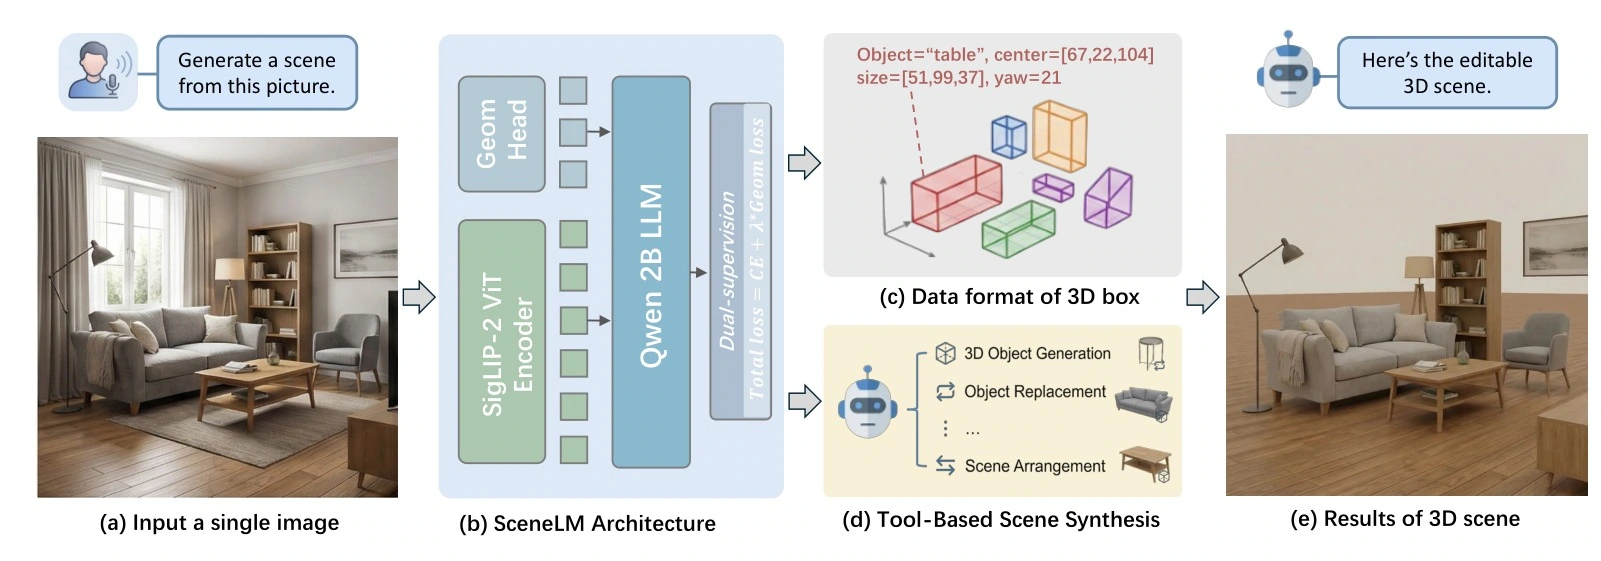 Generate a scene
from this picture.
(a) Input a single image
Geom
Head
SigLIP-2 ViT
Encoder
Qwen 2B LLM
Dual-supervision
Total loss = CE + λ*Geom loss
(b) SceneLM Architecture
Object=“table”, center=[67,22,104]
size=[51,99,37], yaw=21
(c) Data format of 3D box
3D Object Generation
Object Replacement
...
Scene Arrangement
(d) Tool-Based Scene Synthesis
Here’s the editable
3D scene.
(e) Results of 3D scene